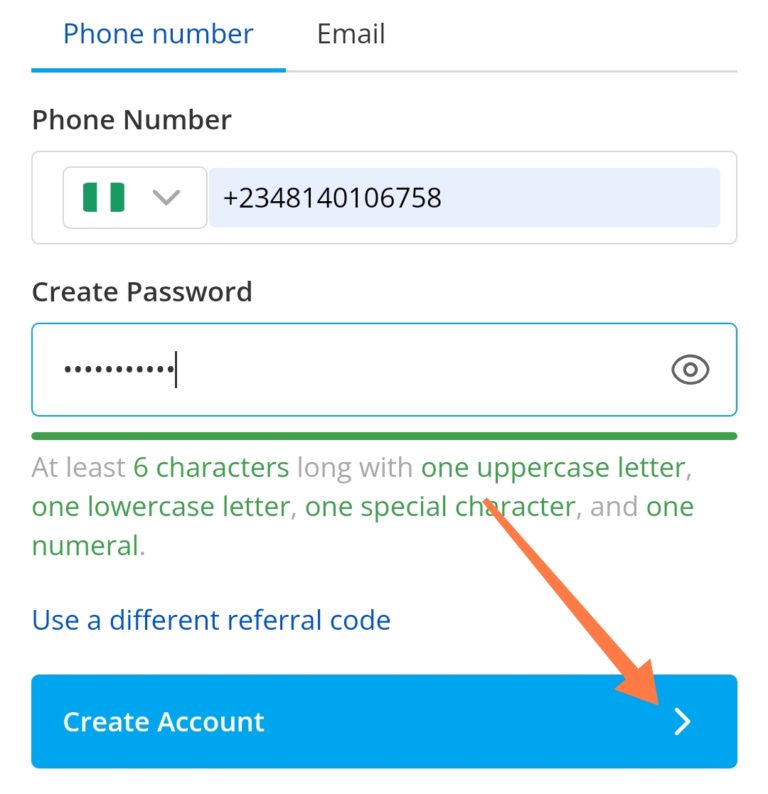 Phone number Email
Phone Number
+2348140106758
Create Password
•••••••••••
At least 6 characters long with one uppercase letter,
one lowercase letter, one special character, and one
numeral.
Use a different referral code
Create Account